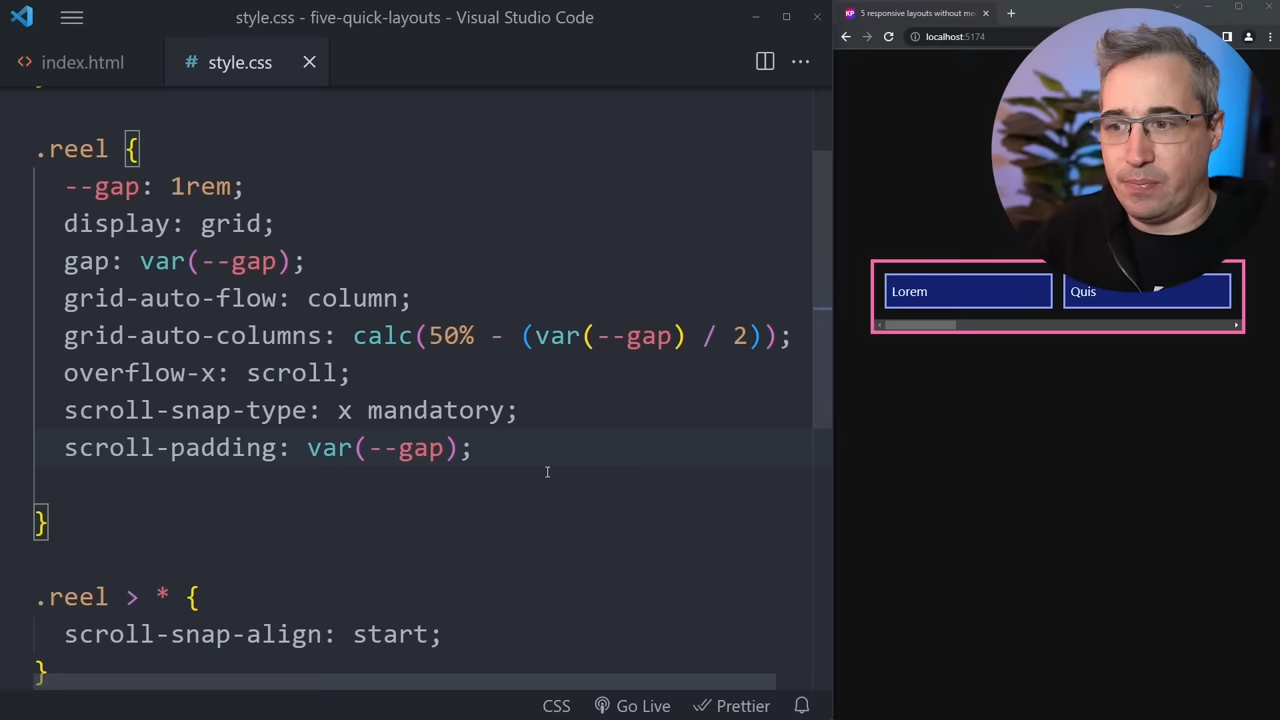 style.css - five-quick-layouts - Visual Studio Code
index.html
# style.css
.reel {
--gap: 1rem;
display: grid;
gap: var(--gap);
grid-auto-flow: column;
grid-auto-columns: calc(50% - (var(--gap) / 2));
overflow-x: scroll;
scroll-snap-type: x mandatory;
scroll-padding: var(--gap);
}
.reel > * {
scroll-snap-align: start;
}
CSS
Go Live
Prettier
KP
5 responsive layouts without me
localhost:5174
Lorem
Quis